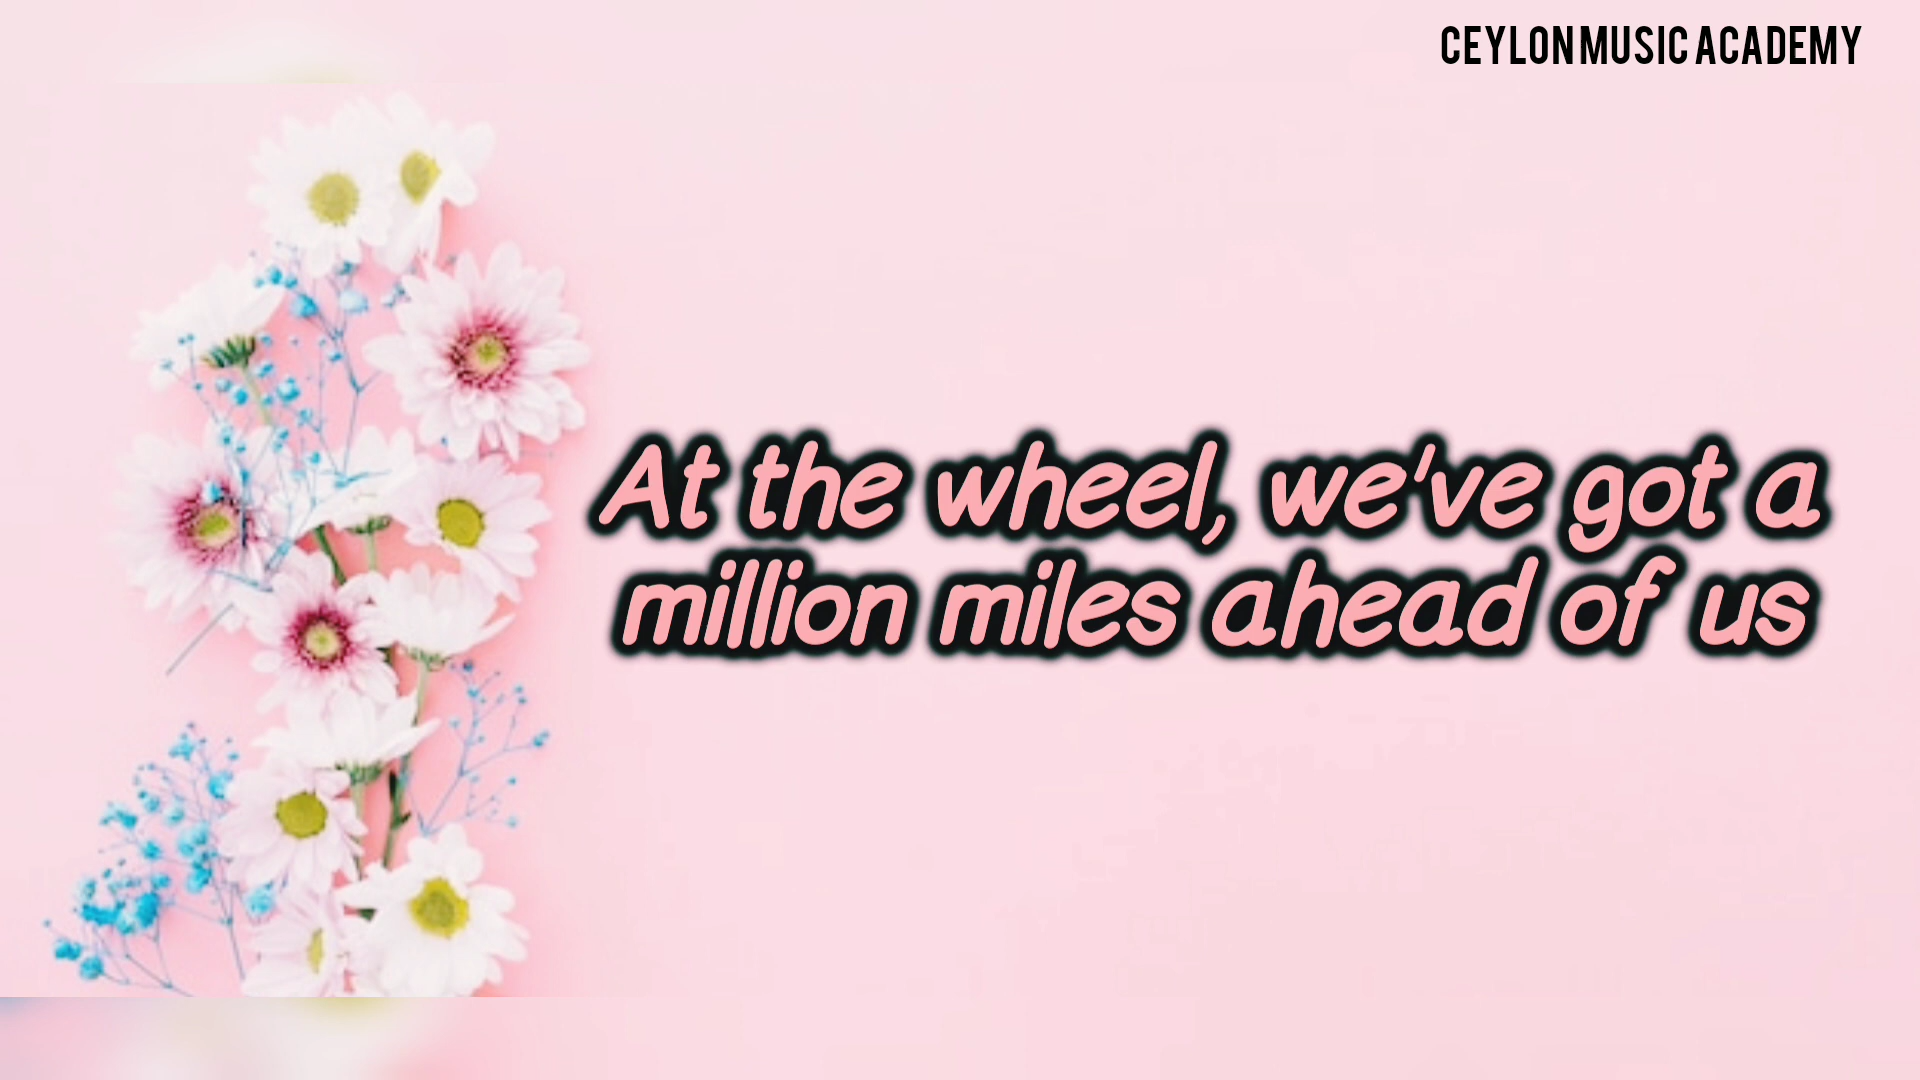 CEYLON MUSIC ACADEMY
At the wheel, we've got a
million miles ahead of us